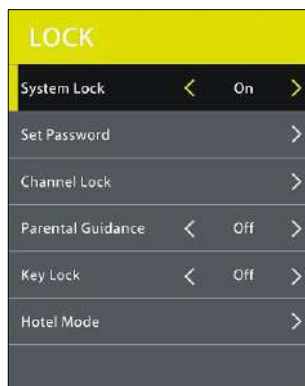 LOCK
System Lock < On >
Set Password >
Channel Lock >
Parental Guidance < Off >
Key Lock < Off >
Hotel Mode >